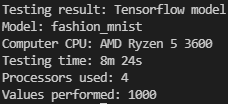 Testing result: Tensorflow model
Model: fashion_mnist
Computer CPU: AMD Ryzen 5 3600
Testing time: 8m 24s
Processors used: 4
Values performed: 1000